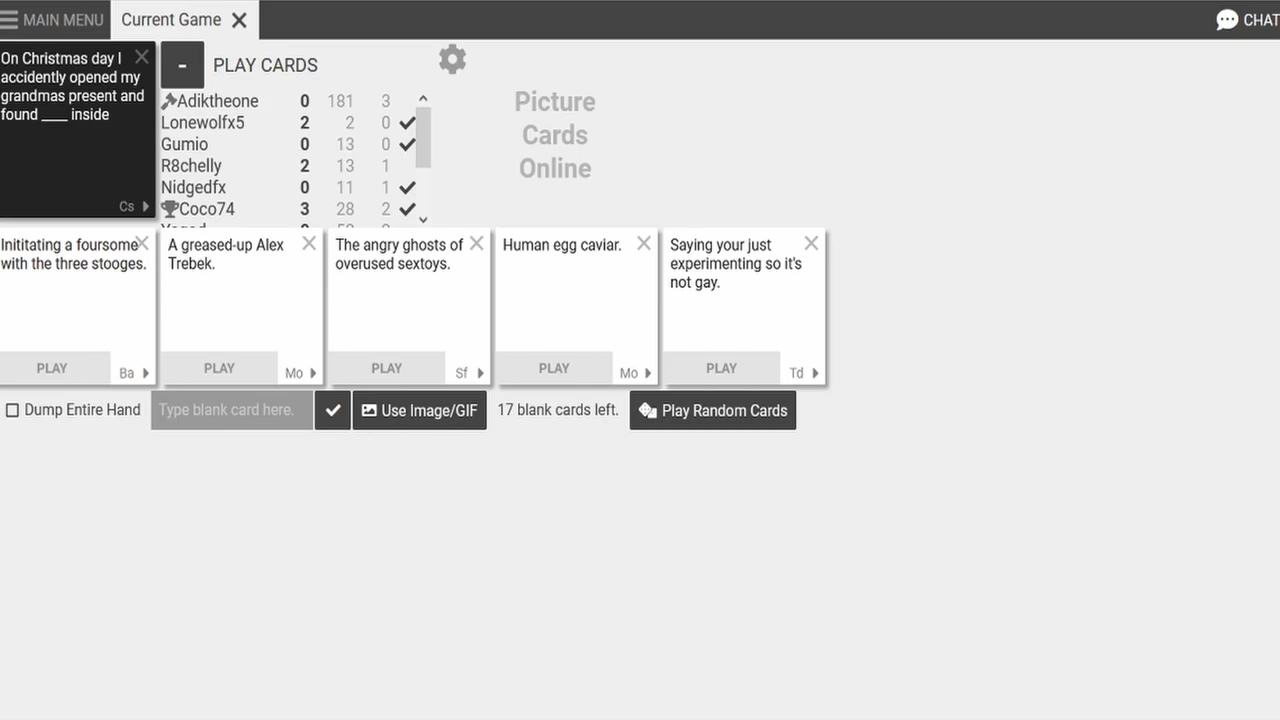 MAIN MENU
Current Game
CHAT
On Christmas day I
accidently opened my
grandmas present and
found ____ inside
Cs
-
PLAY CARDS
Adiktheone 0 181 3
Lonewolfx5 2 2 0
Gumio 0 13 0
R8chelly 2 13 1
Nidgedfx 0 11 1
Coco74 3 28 2
Picture
Cards
Online
Inititating a foursome
with the three stooges.
PLAY
Ba
A greased-up Alex
Trebek.
PLAY
Mo
The angry ghosts of
overused sextoys.
PLAY
Sf
Human egg caviar.
PLAY
Mo
Saying your just
experimenting so it's
not gay.
PLAY
Td
Dump Entire Hand
Type blank card here.
Use Image/GIF
17 blank cards left.
Play Random Cards